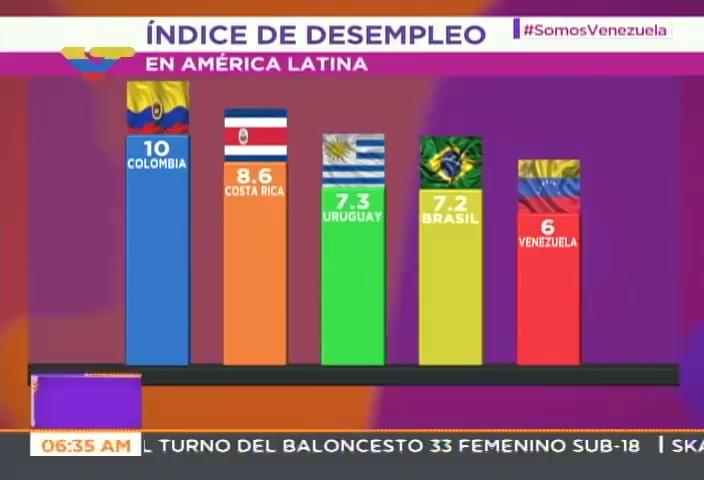 ÍNDICE DE DESEMPLEO
#SomosVenezuela
EN AMÉRICA LATINA
10
COLOMBIA
8.6
COSTA RICA
7.3
URUGUAY
7.2
BRASIL
6
VENEZUELA
06:35 AM
L TURNO DEL BALONCESTO 33 FEMENINO SUB-18 | SKA